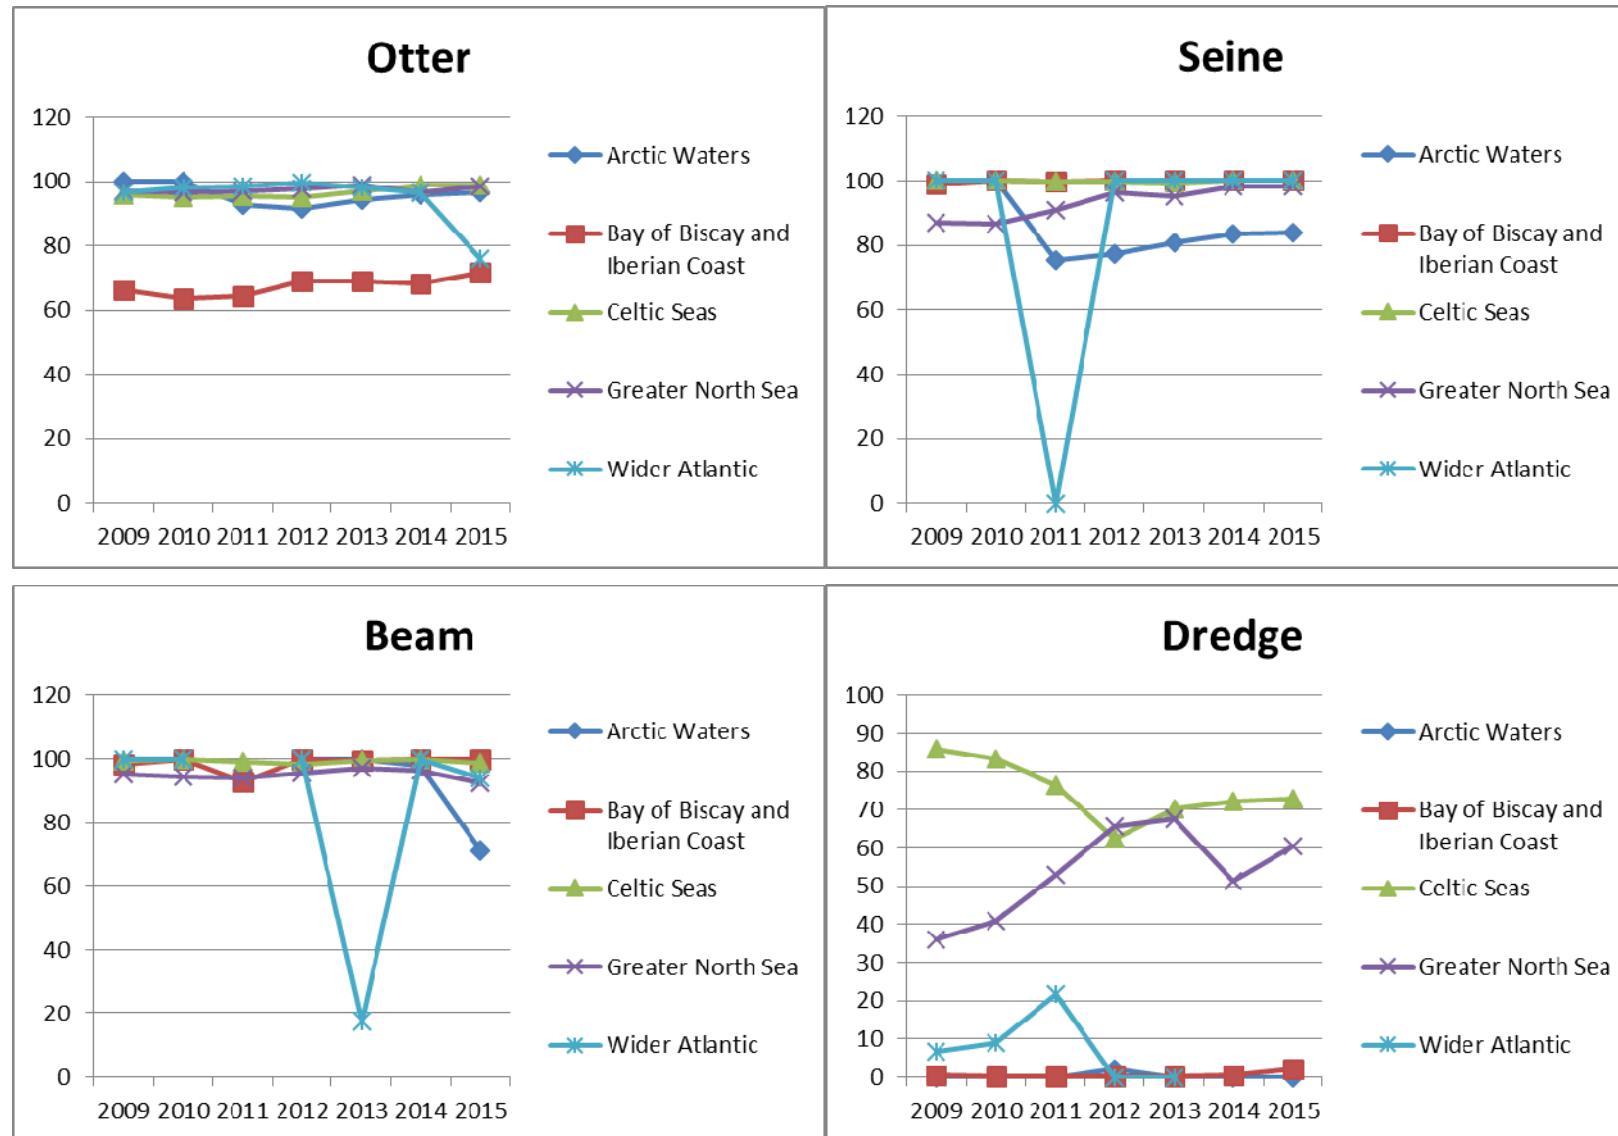 Otter
120
100
80
60
40
20
0
2009 2010 2011 2012 2013 2014 2015
Arctic Waters
Bay of Biscay and
Iberian Coast
Celtic Seas
Greater North Sea
Wider Atlantic
Seine
120
100
80
60
40
20
0
2009 2010 2011 2012 2013 2014 2015
Arctic Waters
Bay of Biscay and
Iberian Coast
Celtic Seas
Greater North Sea
Wider Atlantic
Beam
120
100
80
60
40
20
0
2009 2010 2011 2012 2013 2014 2015
Arctic Waters
Bay of Biscay and
Iberian Coast
Celtic Seas
Greater North Sea
Wider Atlantic
Dredge
100
90
80
70
60
50
40
30
20
10
0
2009 2010 2011 2012 2013 2014 2015
Arctic Waters
Bay of Biscay and
Iberian Coast
Celtic Seas
Greater North Sea
Wider Atlantic